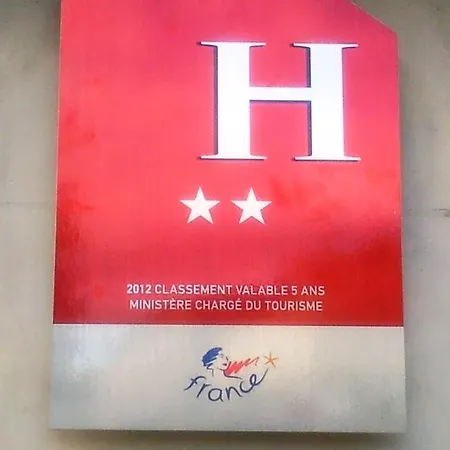 H
★★
2012 CLASSEMENT VALABLE 5 ANS
MINISTÈRE CHARGÉ DU TOURISME
france